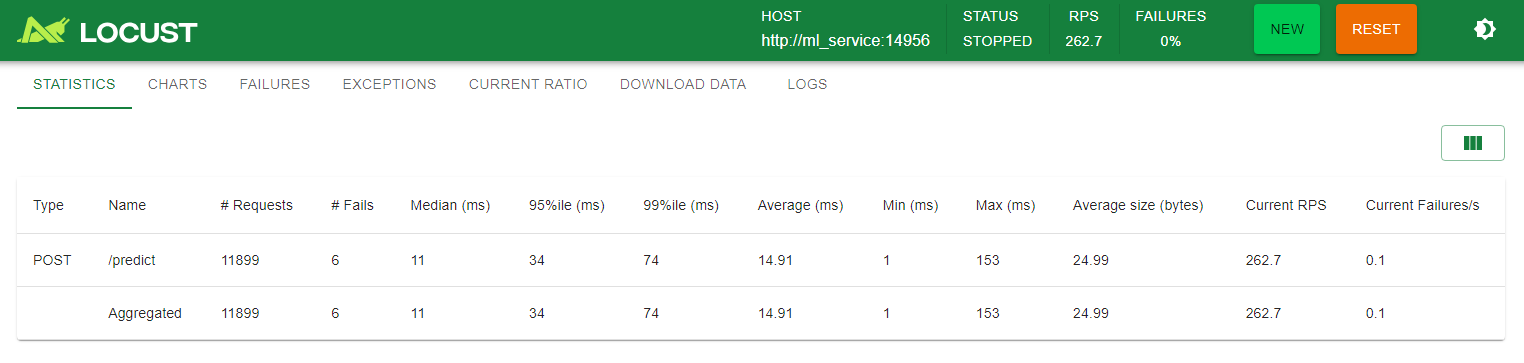 LOCUST
HOST STATUS RPS FAILURES NEW RESET
http://ml_service:14956 STOPPED 262.7 0%
STATISTICS CHARTS FAILURES EXCEPTIONS CURRENT RATIO DOWNLOAD DATA LOGS
Type Name # Requests # Fails Median (ms) 95%ile (ms) 99%ile (ms) Average (ms) Min (ms) Max (ms) Average size (bytes) Current RPS Current Failures/s
POST /predict 11899 6 11 34 74 14.91 1 153 24.99 262.7 0.1
Aggregated 11899 6 11 34 74 14.91 1 153 24.99 262.7 0.1